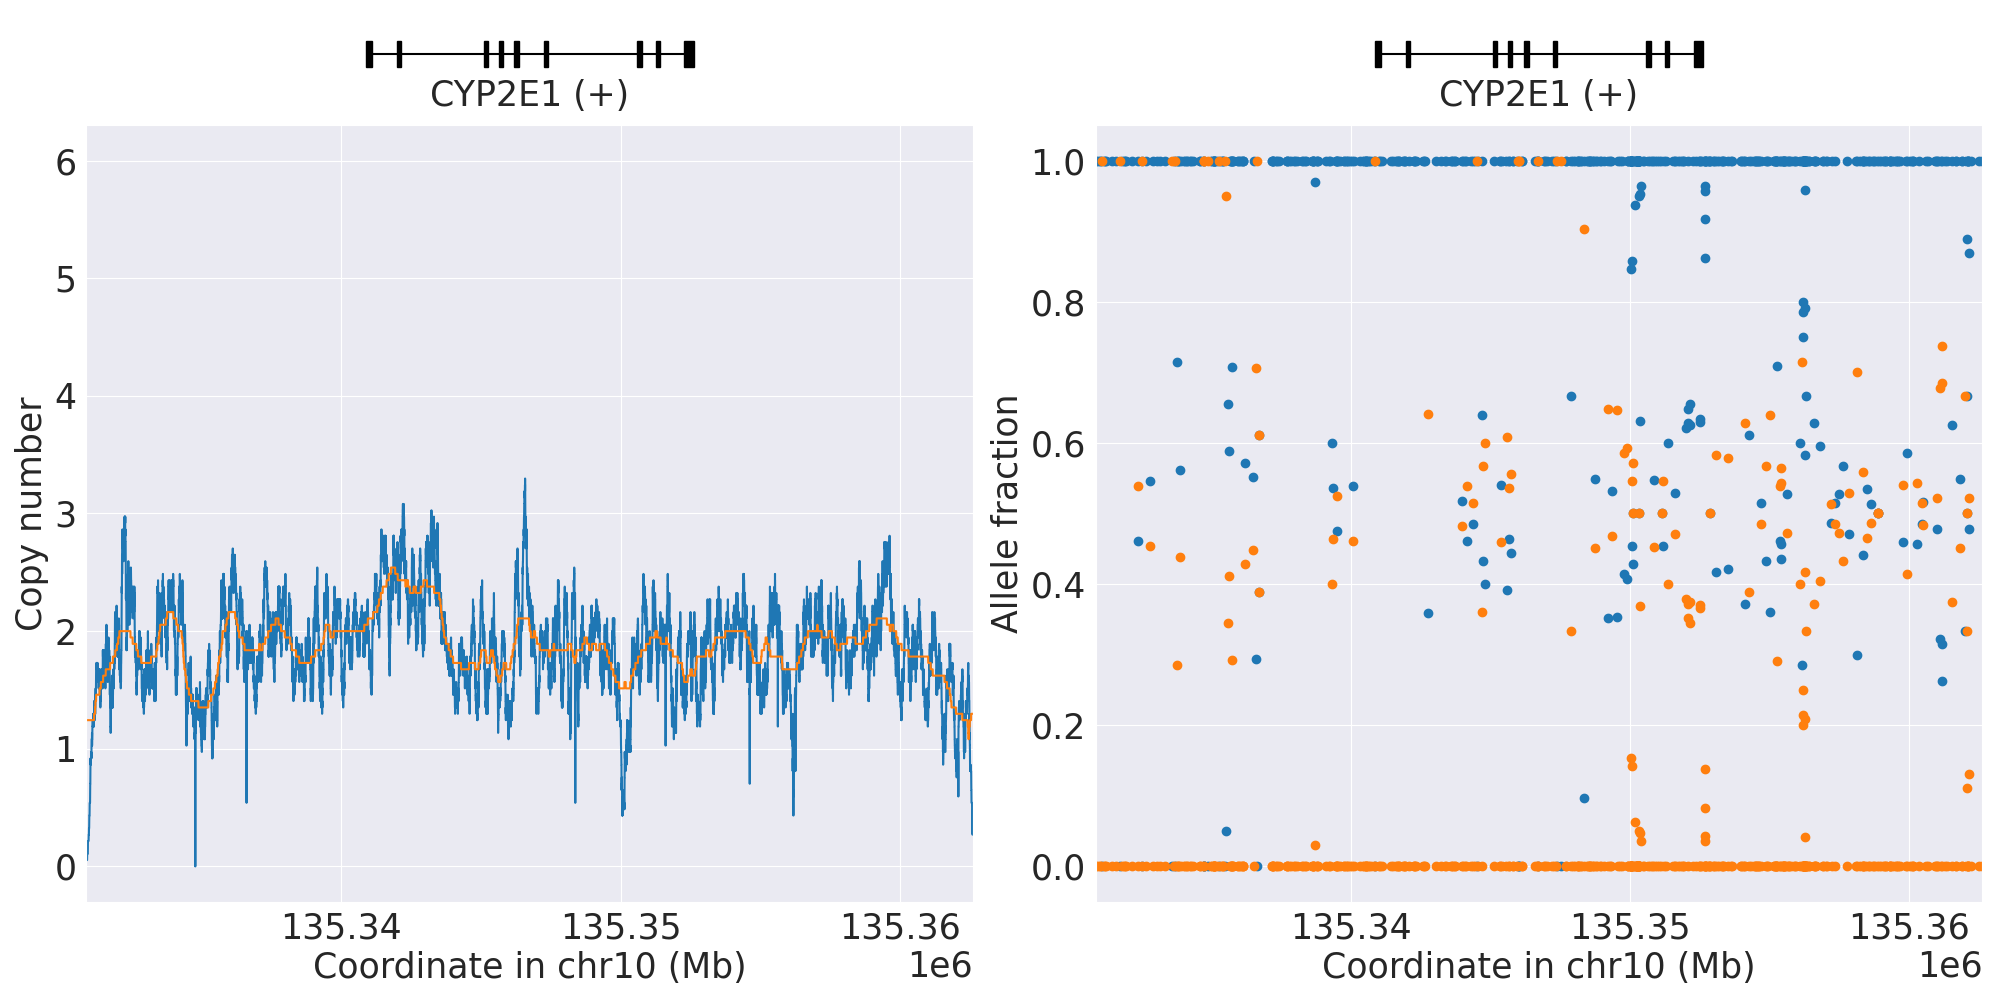 CYP2E1 (+)
6
5
4
3
2
1
0
Copy number
135.34 135.35 135.36
Coordinate in chr10 (Mb)
1e6
CYP2E1 (+)
1.0
0.8
0.6
0.4
0.2
0.0
Allele fraction
135.34 135.35 135.36
Coordinate in chr10 (Mb)
1e6